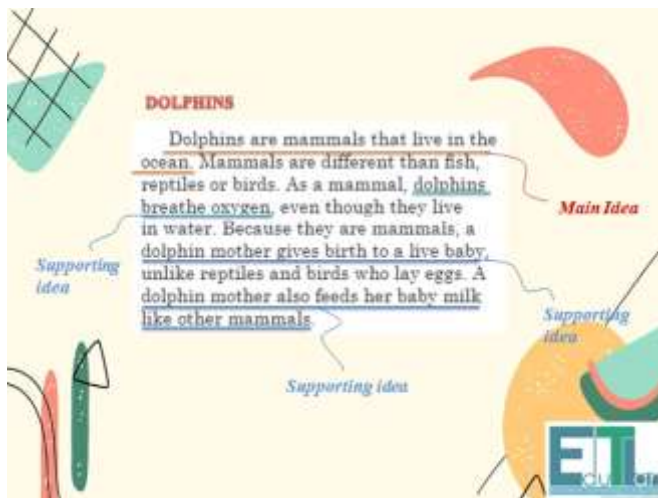 DOLPHINS
Dolphins are mammals that live in the
ocean. Mammals are different than fish,
reptiles or birds. As a mammal, dolphins
breathe oxygen, even though they live
in water. Because they are mammals, a
dolphin mother gives birth to a live baby,
unlike reptiles and birds who lay eggs. A
dolphin mother also feeds her baby milk
like other mammals.
Main Idea
Supporting
idea
Supporting
idea
Supporting idea